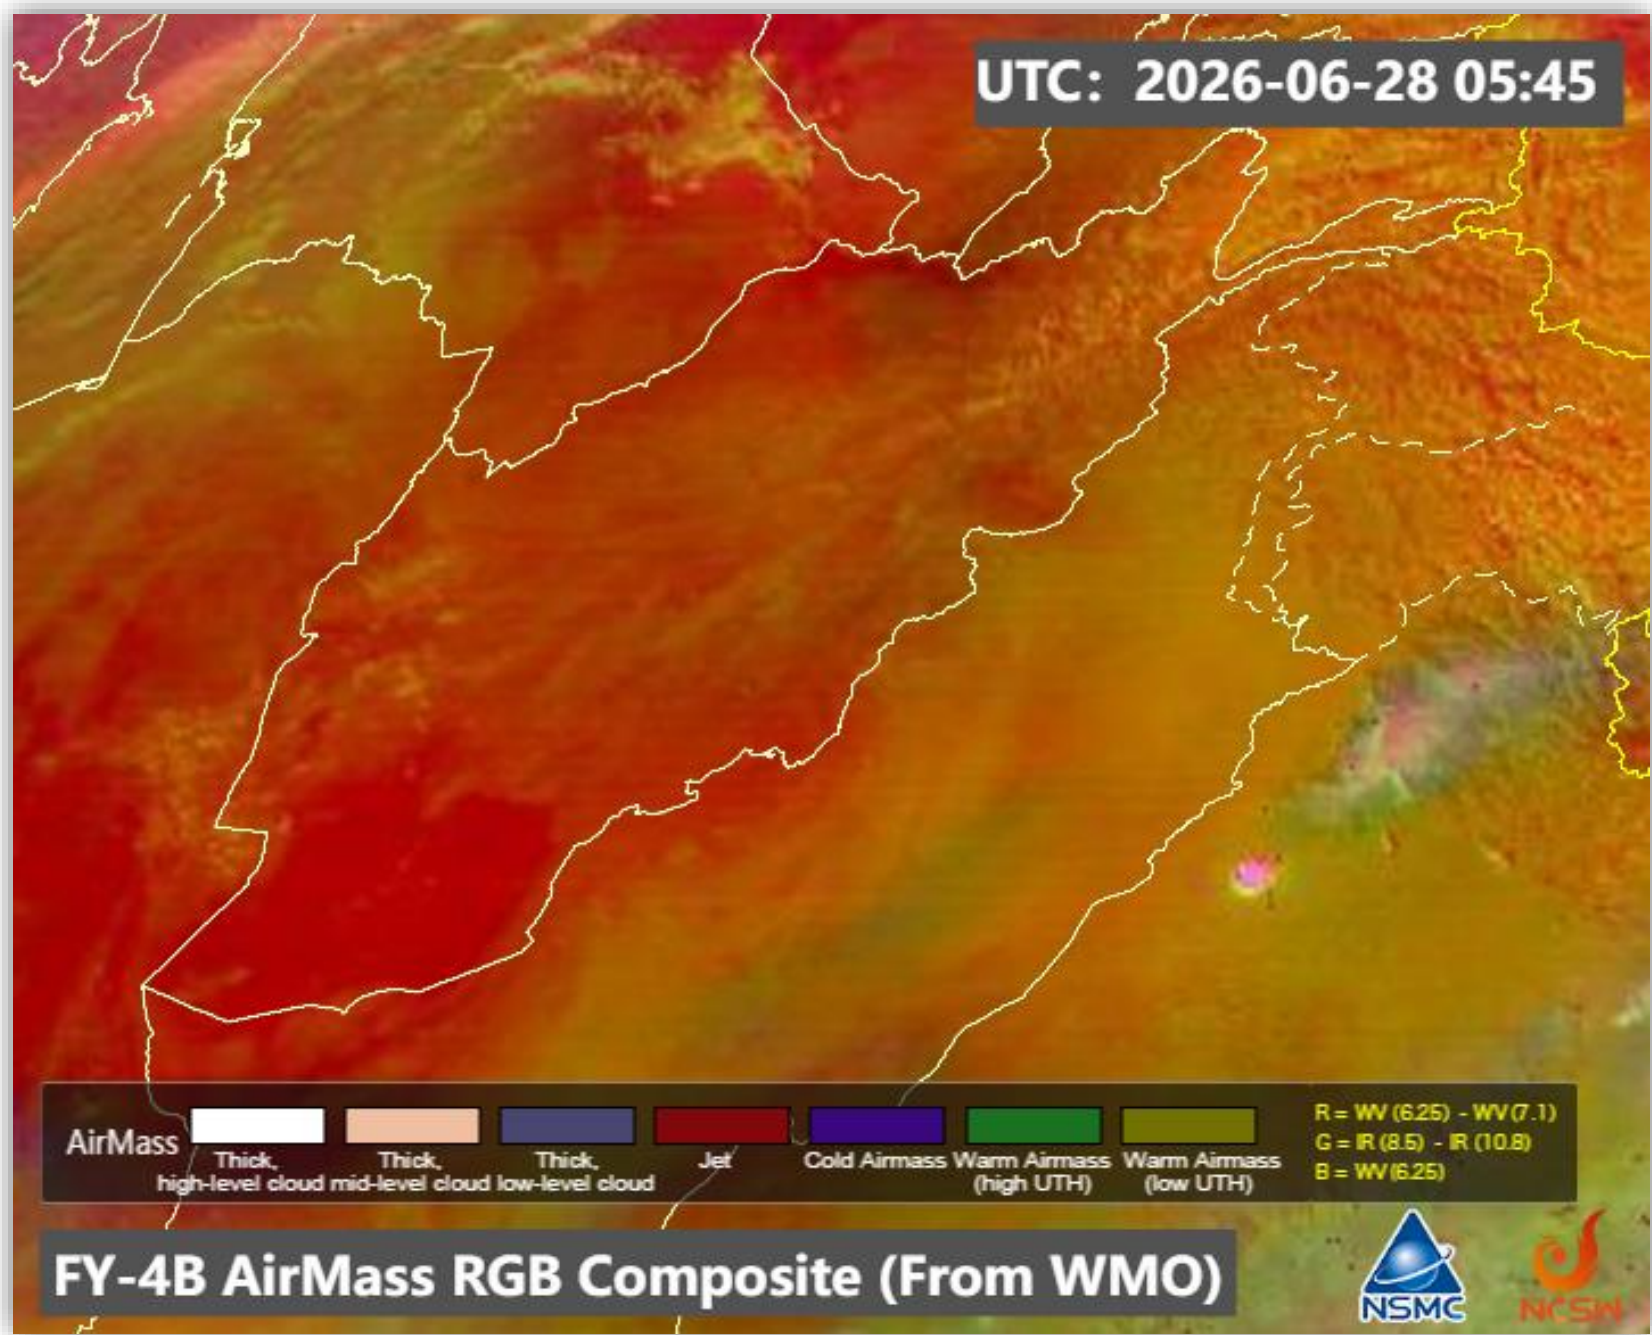 UTC: 2026-06-28 05:45
AirMass
Thick,
high-level cloud
Thick,
mid-level cloud
Thick,
low-level cloud
Jet
Cold Airmass
Warm Airmass
(high UTH)
Warm Airmass
(low UTH)
R = WV (6.25) - WV (7.1)
G = IR (8.5) - IR (10.8)
B = WV (6.25)
FY-4B AirMass RGB Composite (From WMO)
NSMC
NCSW